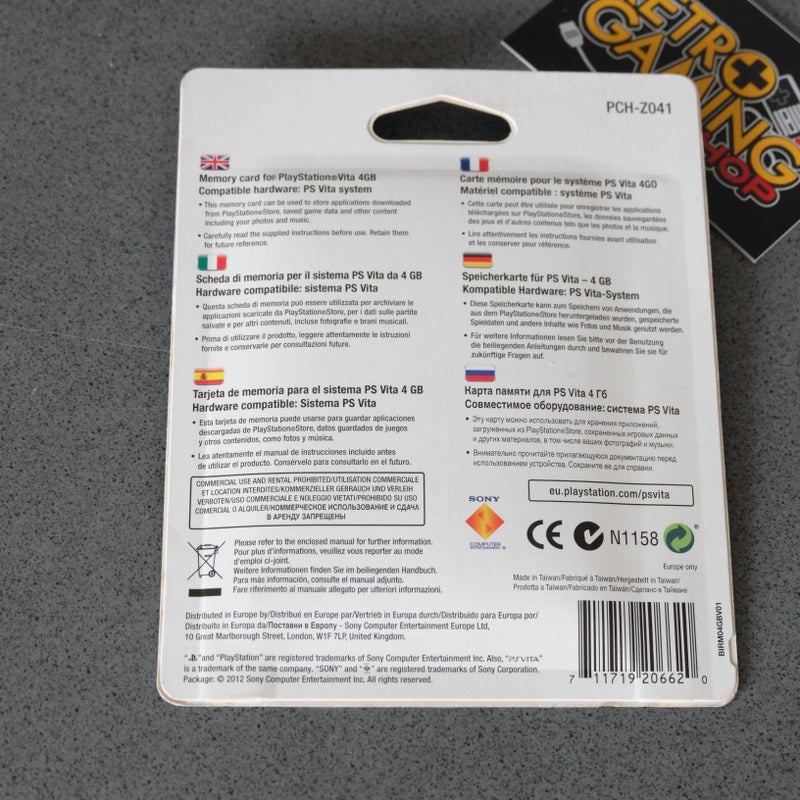 RETRO
GAMING
SHOP
PCH-Z041
Memory card for PlayStation®Vita 4GB
Compatible hardware: PS Vita system
• This memory card can be used to store applications downloaded
from PlayStation®Store, saved game data and other content
including your photos and music.
• Carefully read the supplied instructions before use. Retain them
for future reference.
Carte mémoire pour le système PS Vita 4GO
Matériel compatible : système PS Vita
• Cette carte peut être utilisée pour enregistrer les applications
téléchargées sur PlayStation®Store, les données sauvegardées
des jeux et d'autres contenus tels que les photos et la musique.
• Lire attentivement les instructions fournies avant utilisation
et les conserver pour référence.
Scheda di memoria per il sistema PS Vita da 4 GB
Hardware compatibile: sistema PS Vita
• Questa scheda di memoria può essere utilizzata per archiviare le
applicazioni scaricate da PlayStation®Store, per i dati sulle partite
salvate e per altri contenuti, incluse fotografie e brani musicali.
• Prima di utilizzare il prodotto, leggere attentamente le istruzioni
fornite e conservarle per consultazioni future.
Speicherkarte für PS Vita – 4 GB
Kompatible Hardware: PS Vita-System
• Diese Speicherkarte kann zum Speichern von Anwendungen, die
aus dem PlayStation®Store heruntergeladen wurden, gespeicherte
Spieldaten und andere Inhalte wie Fotos und Musik genutzt werden.
• Für weitere Informationen lesen Sie bitte vor der Benutzung
die beiliegenden Anleitungen durch und bewahren Sie sie für
zukünftige Fragen auf.
Tarjeta de memoria para el sistema PS Vita 4 GB
Hardware compatible: Sistema PS Vita
• Esta tarjeta de memoria puede usarse para guardar aplicaciones
descargadas de PlayStation®Store, datos guardados de juegos
y otros contenidos, como fotos y música.
• Lea atentamente el manual de instrucciones incluido antes
de utilizar el producto. Consérvelo para consultarlo en el futuro.
Карта памяти для PS Vita 4 Гб
Совместимое оборудование: система PS Vita
• Эту карту можно использовать для хранения приложений,
загруженных из PlayStation®Store, сохраненных игровых данных
и других материалов, в том числе ваших фотографий и музыки.
• Внимательно прочитайте прилагающуюся документацию перед
использованием устройства. Сохраните ее для справки.
COMMERCIAL USE AND RENTAL PROHIBITED/UTILISATION COMMERCIALE
ET LOCATION INTERDITES/KOMMERZIELLER GEBRAUCH UND VERLEIH
VERBOTEN/USO COMMERCIALE E NOLEGGIO VIETATI/PROHIBIDO SU USO
COMERCIAL O ALQUILER/КОММЕРЧЕСКОЕ ИСПОЛЬЗОВАНИЕ И СДАЧА
В АРЕНДУ ЗАПРЕЩЕНЫ
eu.playstation.com/psvita
SONY
COMPUTER
ENTERTAINMENT ®
CE
N1158
®
Europe only
Please refer to the enclosed manual for further information.
Pour plus d'informations, veuillez vous reporter au mode
d'emploi ci-joint.
Weitere Informationen finden Sie im beiliegenden Handbuch.
Para más información, consulte el manual adjunto.
Fare riferimento al manuale allegato per ulteriori informazioni.
Made in Taiwan/Fabriqué à Taiwan/Hergestellt in Taiwan/
Prodotta a Taiwan/Fabricado en Taiwán/Сделано в Тайване
Distributed in Europe by/Distribué en Europe par/Vertrieb in Europa durch/Distribuido para Europa por/
Distribuito in Europa da/Поставки в Европу - Sony Computer Entertainment Europe Ltd,
10 Great Marlborough Street, London, W1F 7LP, United Kingdom.
" " and "PlayStation" are registered trademarks of Sony Computer Entertainment Inc. Also, "PSVITA"
is a trademark of the same company. "SONY" and " " are registered trademarks of Sony Corporation.
Package: © 2012 Sony Computer Entertainment Inc. All rights reserved.
7 11719 20662 0
BIRM04GBV01